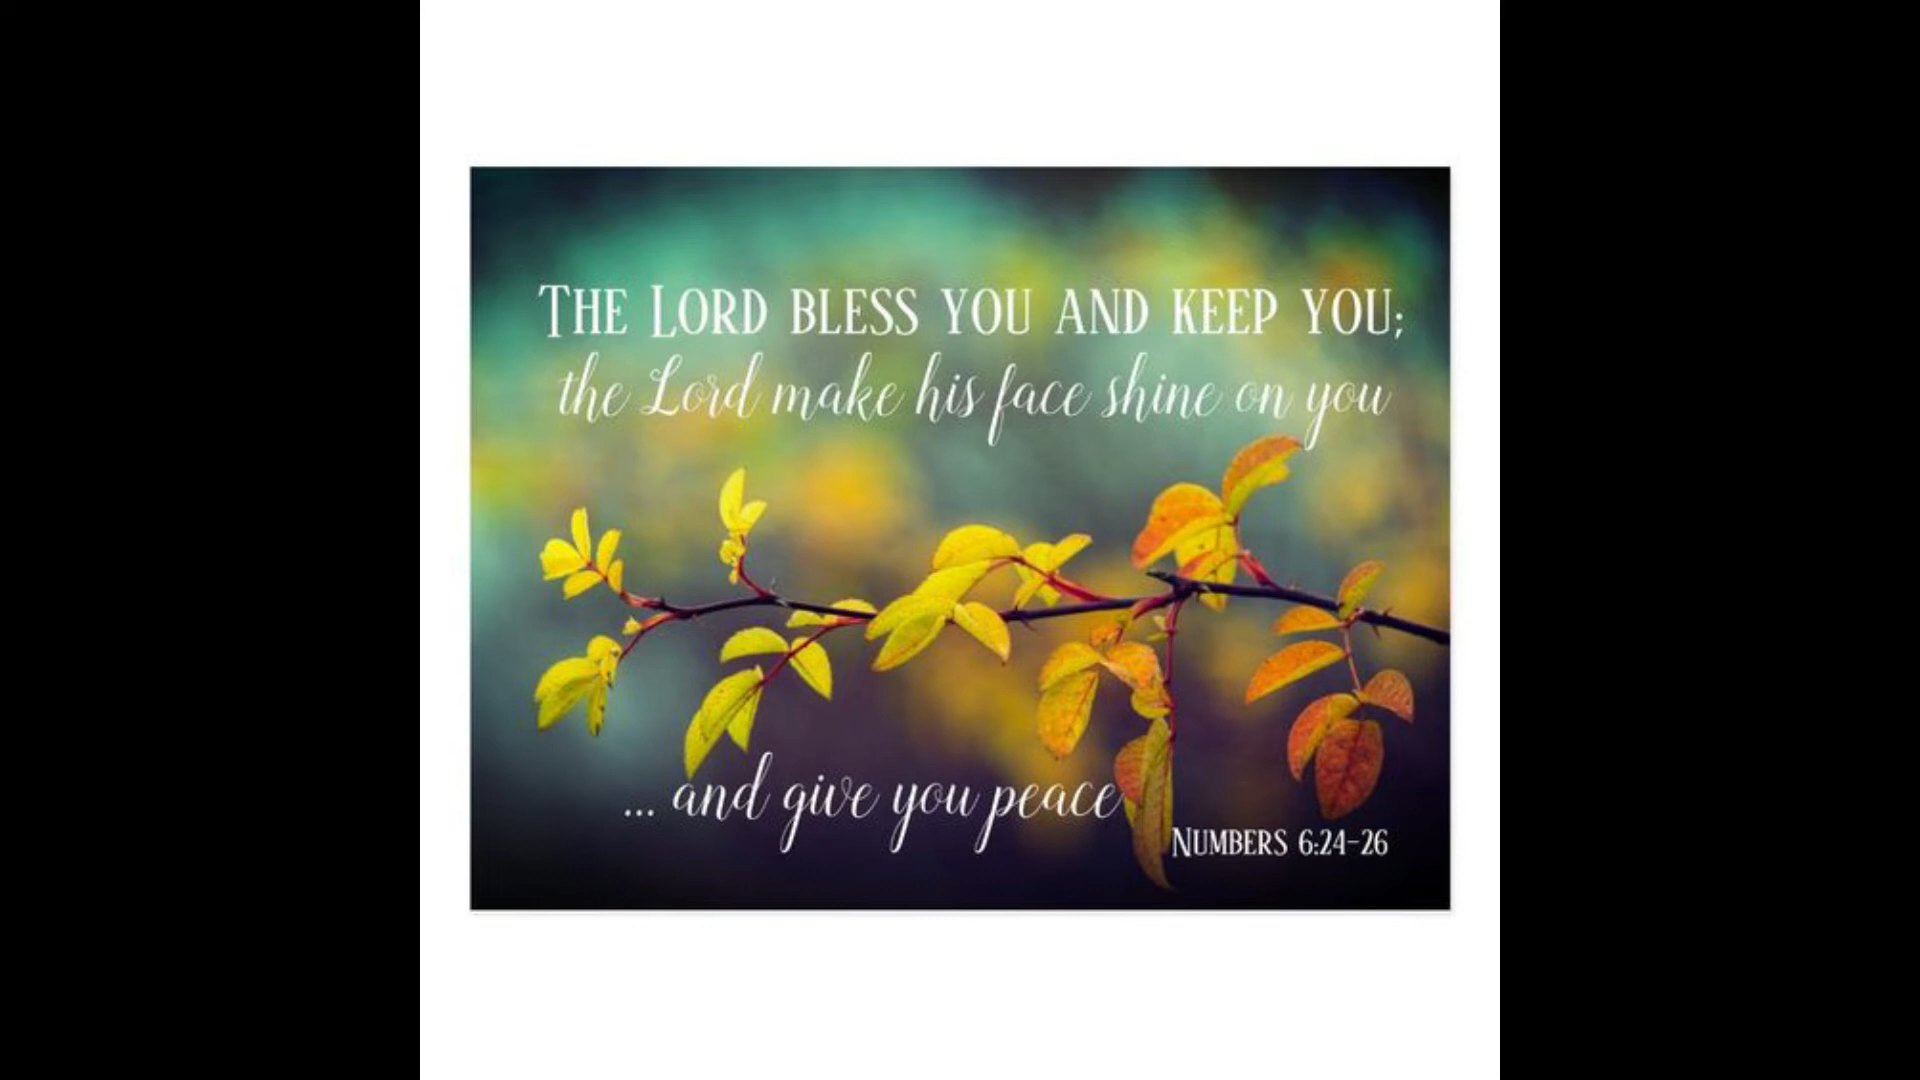 THE LORD BLESS YOU AND KEEP YOU;
the Lord make his face shine on you
... and give you peace
NUMBERS 6:24-26